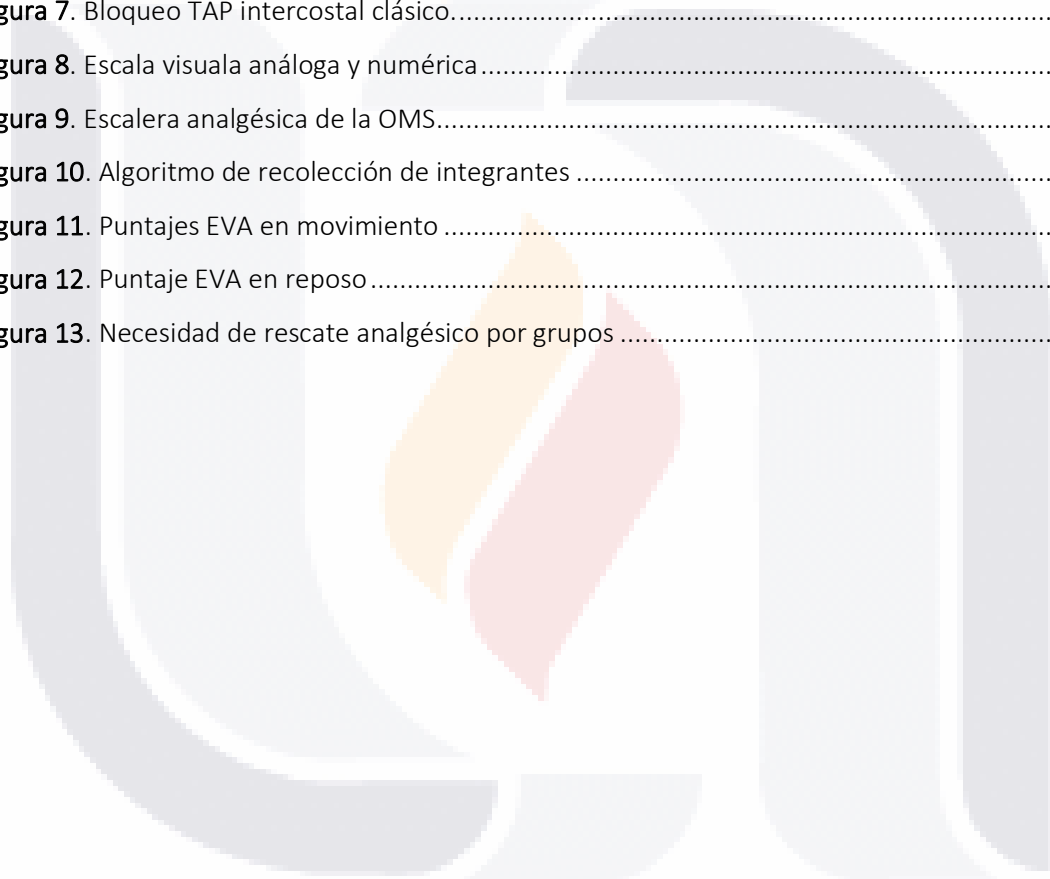 gura 7. Bloqueo TAP intercostal clásico.....................................................................
gura 8. Escala visuala análoga y numérica..................................................................
gura 9. Escalera analgésica de la OMS.......................................................................
gura 10. Algoritmo de recolección de integrantes .......................................................
gura 11. Puntajes EVA en movimiento ........................................................................
gura 12. Puntaje EVA en reposo.................................................................................
gura 13. Necesidad de rescate analgésico por grupos ..................................................